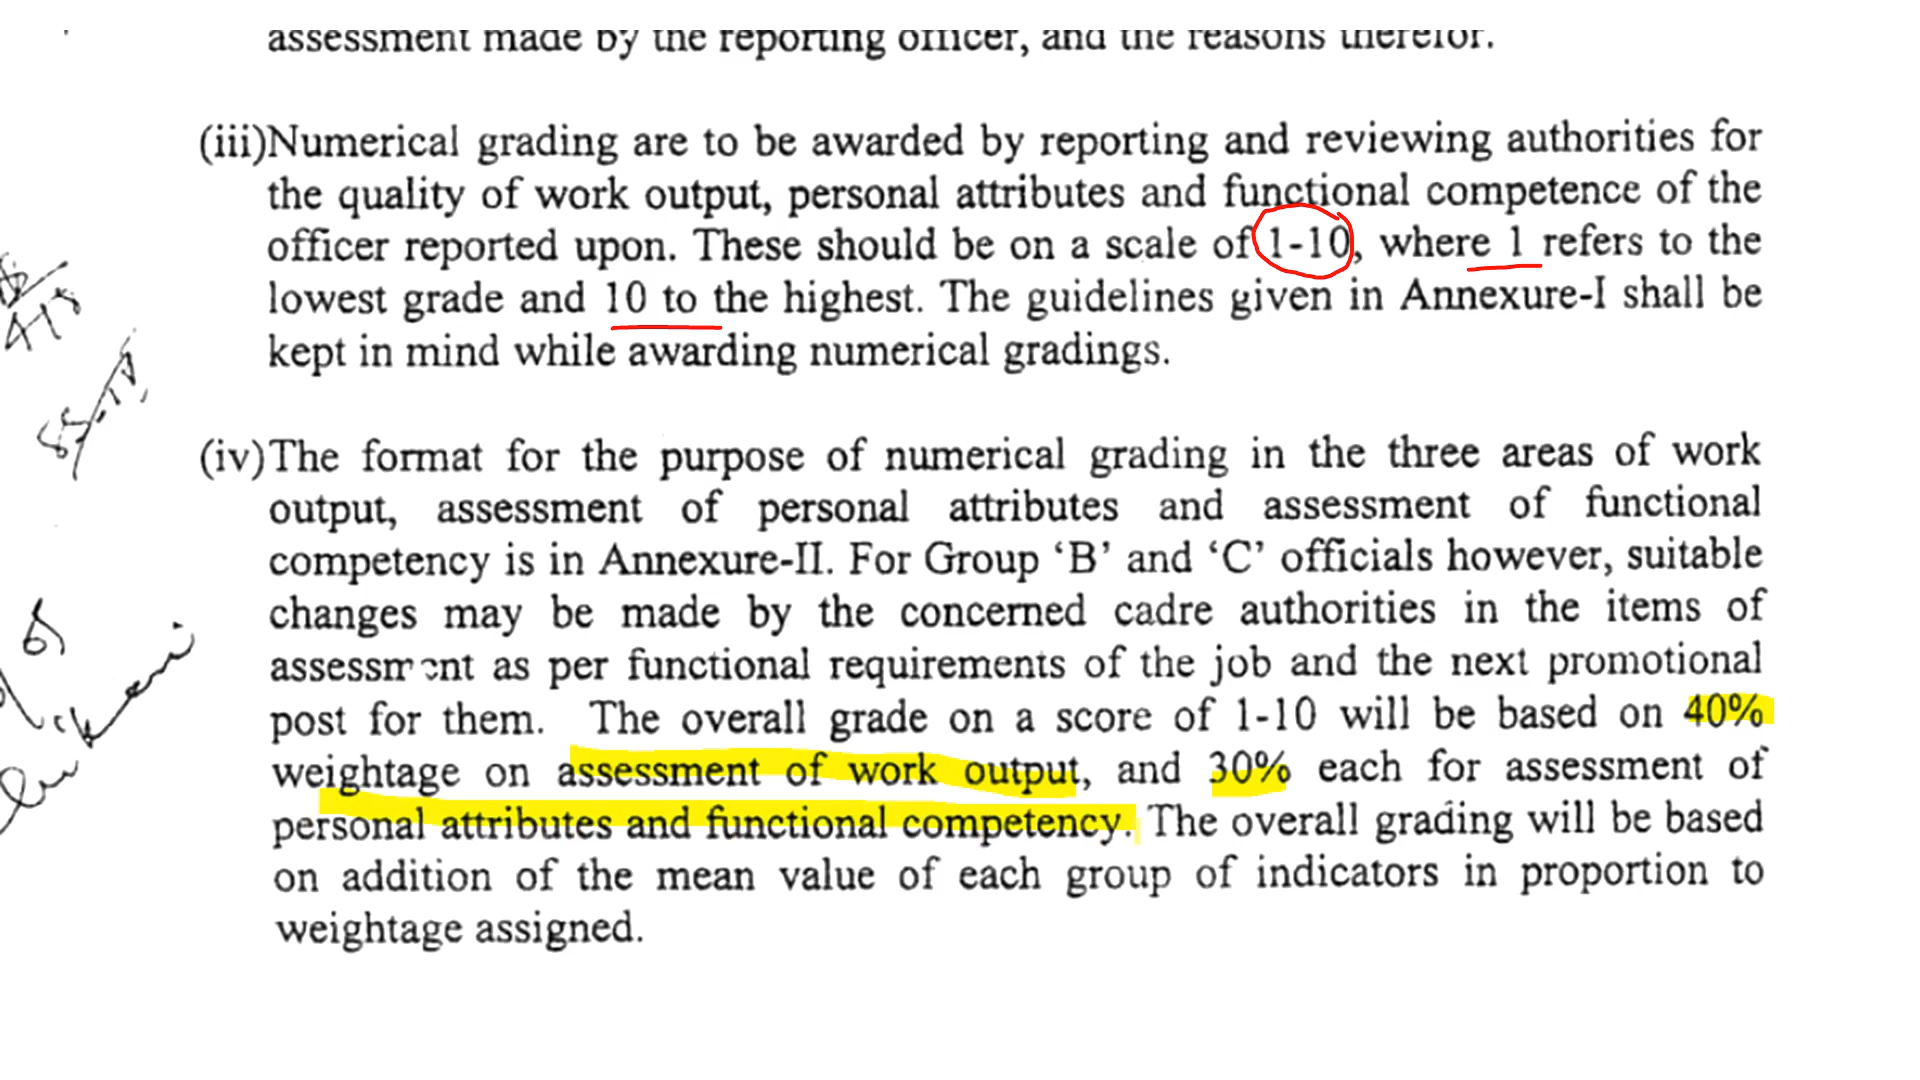 assessment made by the reporting officer, and the reasons therefor.
(iii)Numerical grading are to be awarded by reporting and reviewing authorities for
the quality of work output, personal attributes and functional competence of the
officer reported upon. These should be on a scale of 1-10, where 1 refers to the
lowest grade and 10 to the highest. The guidelines given in Annexure-I shall be
kept in mind while awarding numerical gradings.
(iv)The format for the purpose of numerical grading in the three areas of work
output, assessment of personal attributes and assessment of functional
competency is in Annexure-II. For Group ‘B’ and ‘C’ officials however, suitable
changes may be made by the concerned cadre authorities in the items of
assessment as per functional requirements of the job and the next promotional
post for them. The overall grade on a score of 1-10 will be based on 40%
weightage on assessment of work output, and 30% each for assessment of
personal attributes and functional competency. The overall grading will be based
on addition of the mean value of each group of indicators in proportion to
weightage assigned.